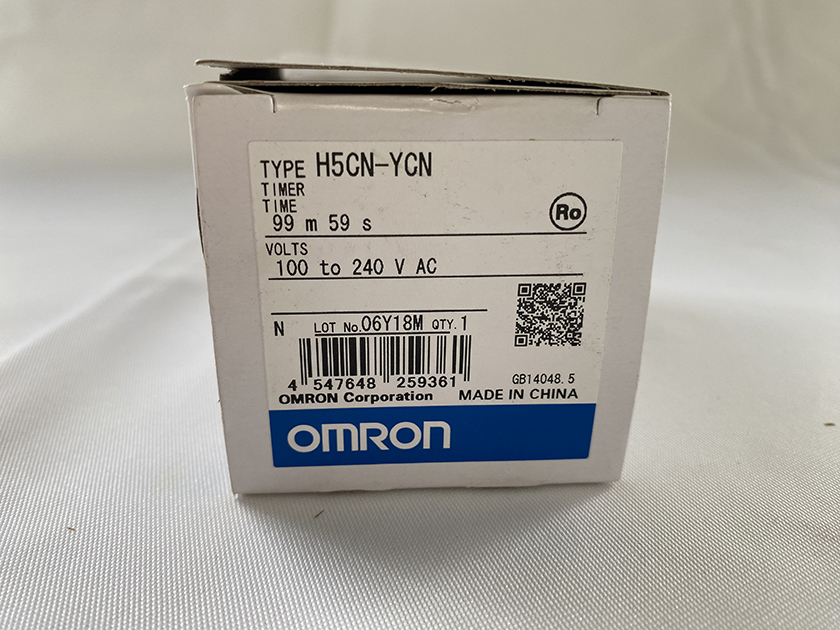 TYPE H5CN-YCN
TIMER
TIME
99 m 59 s
Ro
VOLTS
100 to 240 V AC
N LOT No.06Y18M QTY.1
4 547648 259361
GB14048.5
OMRON Corporation MADE IN CHINA
OMRON